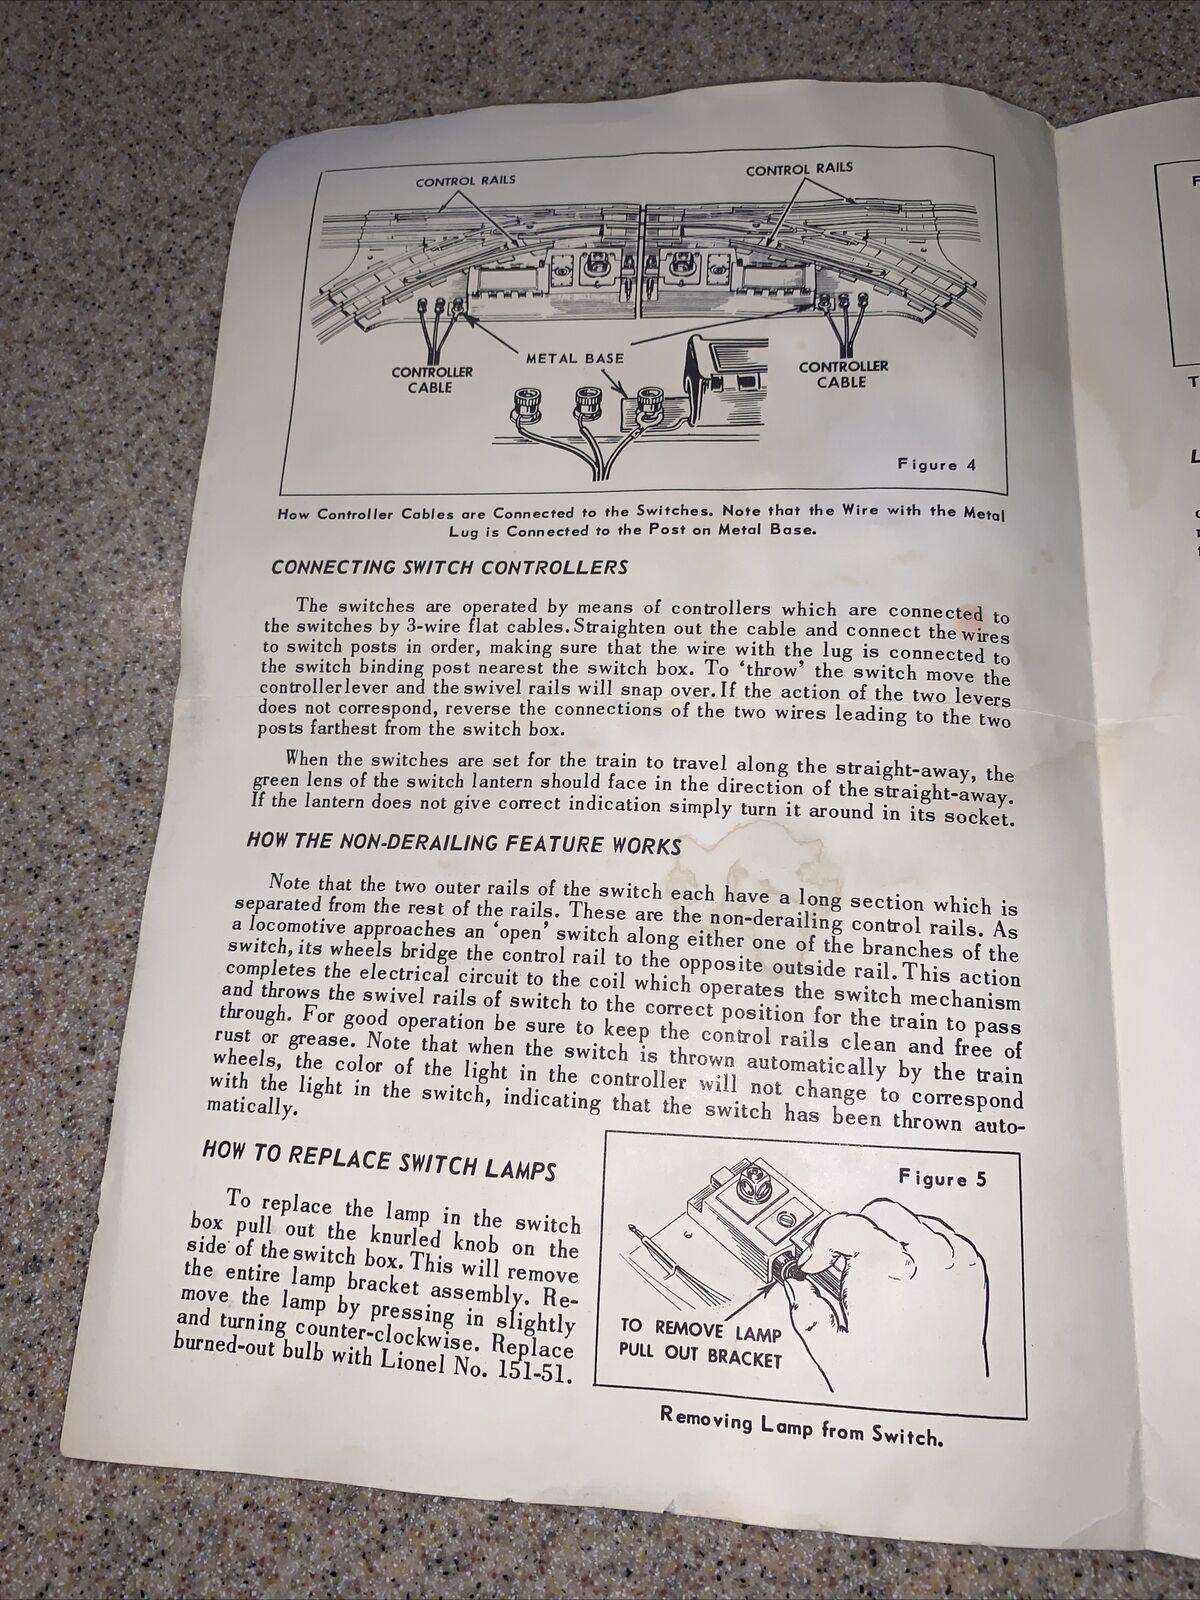 CONTROL RAILS
CONTROL RAILS
METAL BASE
CONTROLLER
CABLE
CONTROLLER
CABLE
Figure 4
How Controller Cables are Connected to the Switches. Note that the Wire with the Metal
Lug is Connected to the Post on Metal Base.
CONNECTING SWITCH CONTROLLERS
The switches are operated by means of controllers which are connected to
the switches by 3-wire flat cables. Straighten out the cable and connect the wires
to switch posts in order, making sure that the wire with the lug is connected to
the switch binding post nearest the switch box. To ‘throw’ the switch move the
controller lever and the swivel rails will snap over. If the action of the two levers
does not correspond, reverse the connections of the two wires leading to the two
posts farthest from the switch box.
When the switches are set for the train to travel along the straight-away, the
green lens of the switch lantern should face in the direction of the straight-away.
If the lantern does not give correct indication simply turn it around in its socket.
HOW THE NON-DERAILING FEATURE WORKS
Note that the two outer rails of the switch each have a long section which is
separated from the rest of the rails. These are the non-derailing control rails. As
a locomotive approaches an ‘open’ switch along either one of the branches of the
switch, its wheels bridge the control rail to the opposite outside rail. This action
completes the electrical circuit to the coil which operates the switch mechanism
and throws the swivel rails of switch to the correct position for the train to pass
through. For good operation be sure to keep the control rails clean and free of
rust or grease. Note that when the switch is thrown automatically by the train
wheels, the color of the light in the controller will not change to correspond
with the light in the switch, indicating that the switch has been thrown auto-
matically.
HOW TO REPLACE SWITCH LAMPS
To replace the lamp in the switch
box pull out the knurled knob on the
side of the switch box. This will remove
the entire lamp bracket assembly. Re-
move the lamp by pressing in slightly
and turning counter-clockwise. Replace
burned-out bulb with Lionel No. 151-51.
Figure 5
TO REMOVE LAMP
PULL OUT BRACKET
Removing Lamp from Switch.
F
T
L